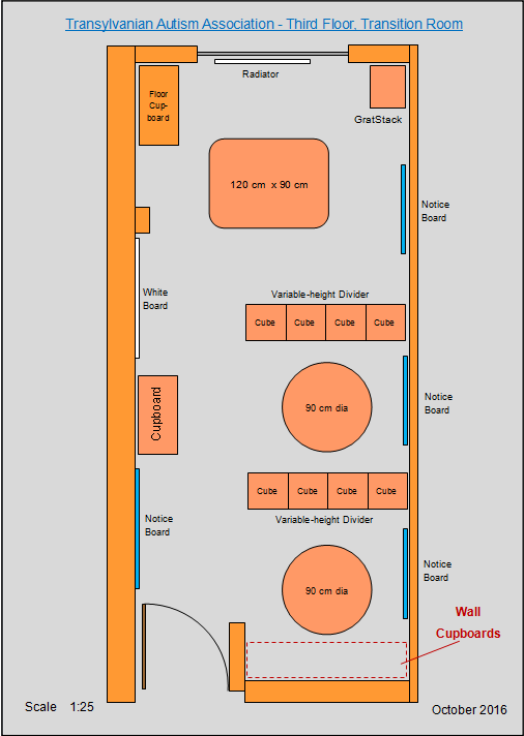 Transylvanian Autism Association - Third Floor, Transition Room
Radiator
Floor
Cup-
board
GratStack
120 cm x 90 cm
Notice
Board
White
Board
Variable-height Divider
Cube Cube Cube Cube
Cupboard
90 cm dia
Notice
Board
Cube Cube Cube Cube
Notice
Board
Variable-height Divider
90 cm dia
Notice
Board
Wall
Cupboards
Scale 1:25
October 2016